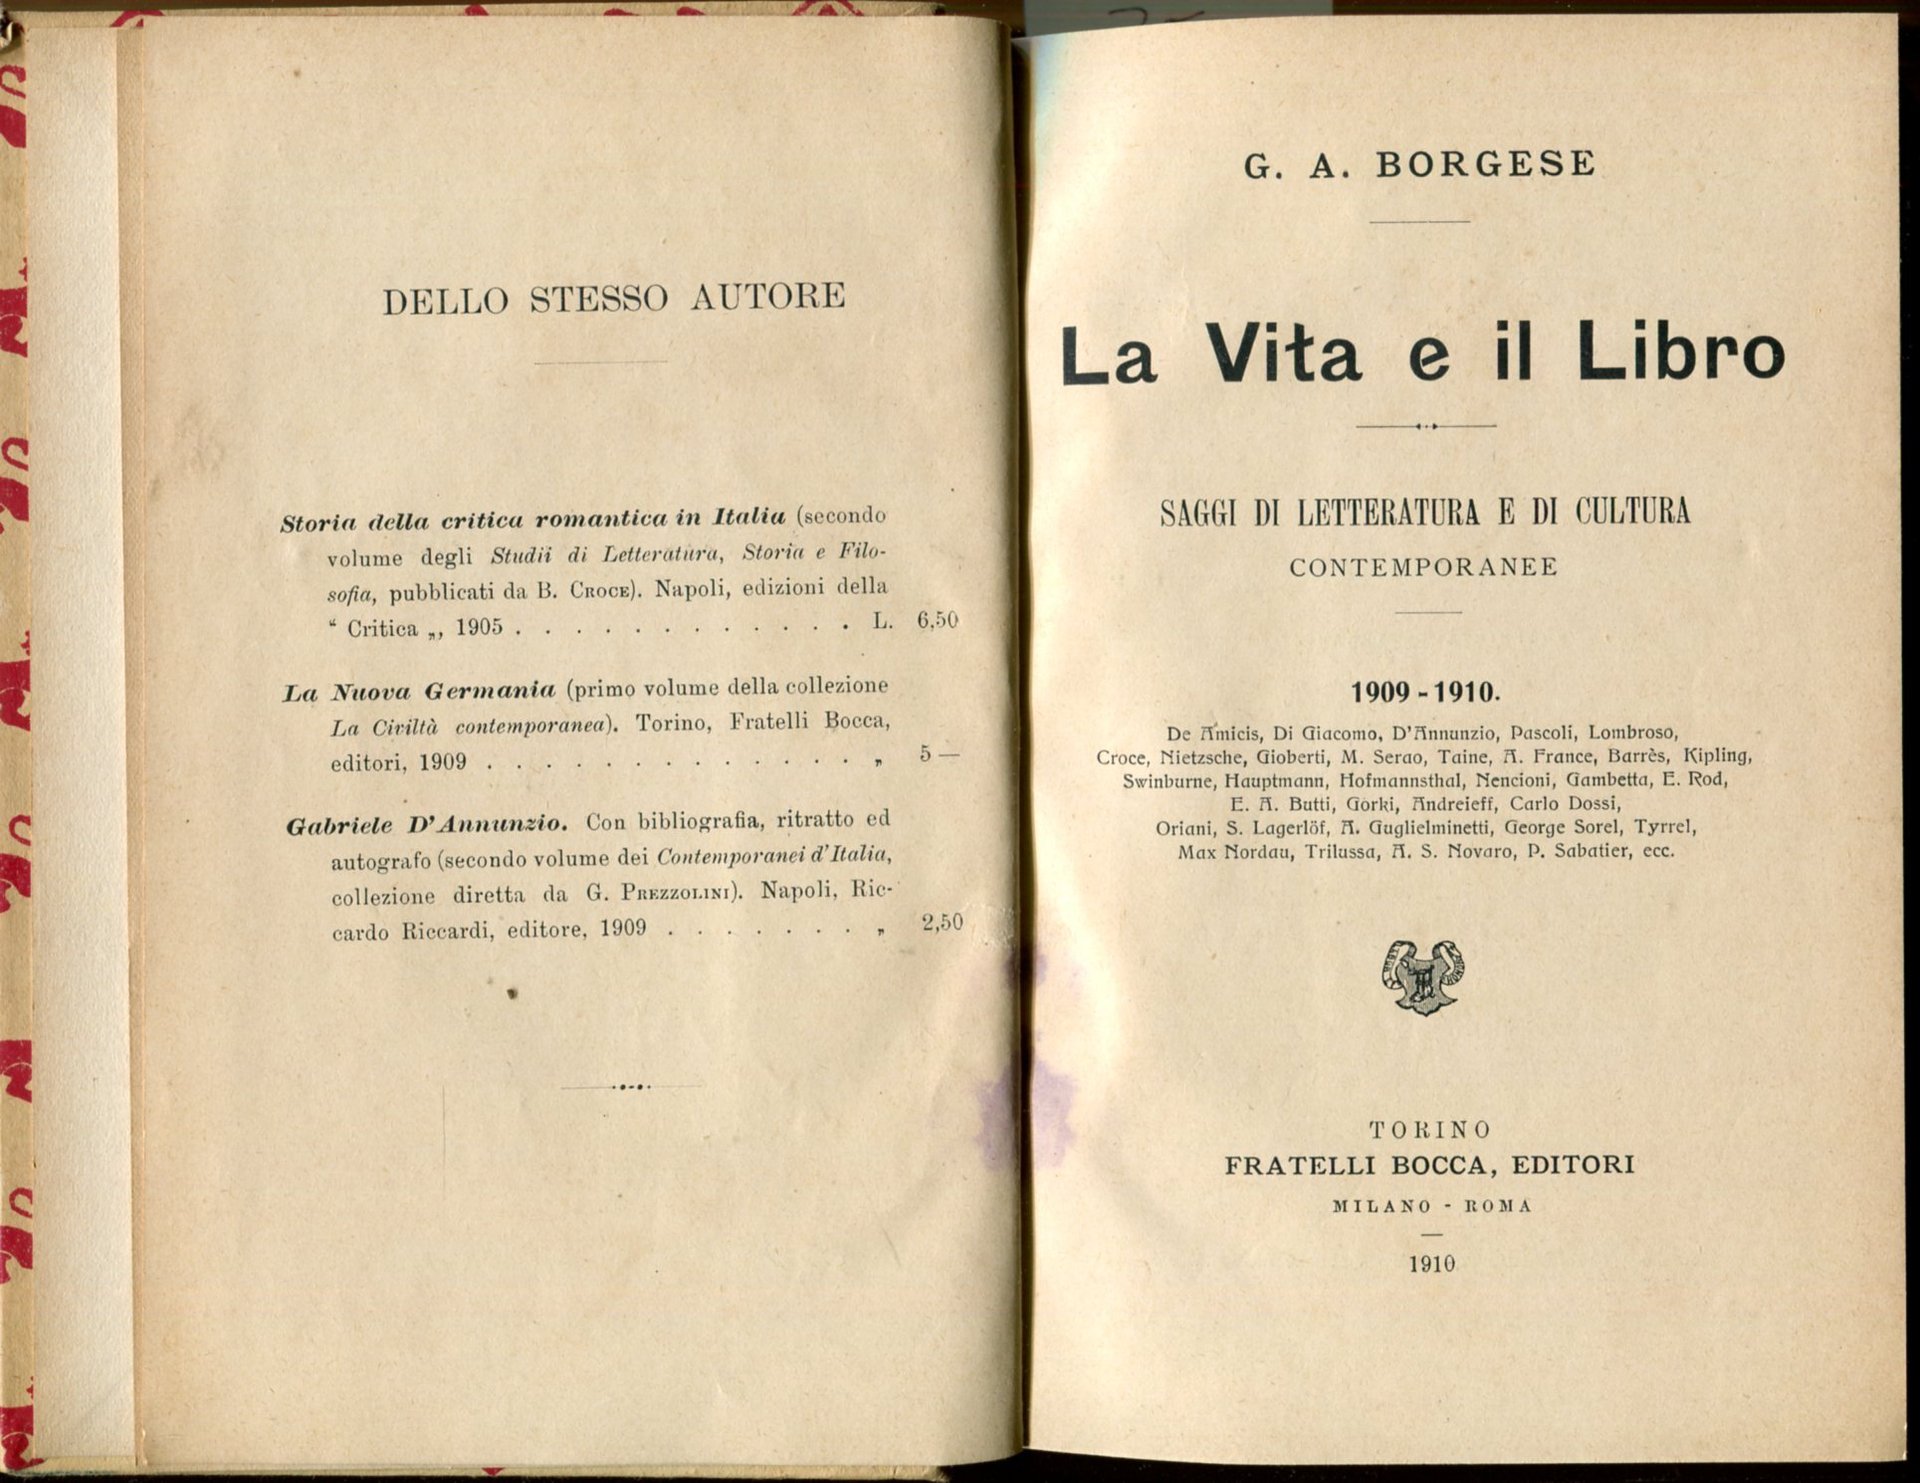 DELLO STESSO AUTORE
Storia della critica romantica in Italia (secondo
volume degli Studii di Letteratura, Storia e Filo-
sofia, pubblicati da B. CROCE). Napoli, edizioni della
“ Critica „, 1905 . . . . . . . . . . . . L. 6,50
La Nuova Germania (primo volume della collezione
La Civiltà contemporanea). Torino, Fratelli Bocca,
editori, 1909 . . . . . . . . . . . . . „ 5 —
Gabriele D'Annunzio. Con bibliografia, ritratto ed
autografo (secondo volume dei Contemporanei d'Italia,
collezione diretta da G. PREZZOLINI). Napoli, Ric-
cardo Riccardi, editore, 1909 . . . . . . . „ 2,50
G. A. BORGESE
La Vita e il Libro
SAGGI DI LETTERATURA E DI CULTURA
CONTEMPORANEE
1909 - 1910.
De Amicis, Di Giacomo, D'Annunzio, Pascoli, Lombroso,
Croce, Nietzsche, Gioberti, M. Serao, Taine, A. France, Barrès, Kipling,
Swinburne, Hauptmann, Hofmannsthal, Nencioni, Gambetta, E. Rod,
E. A. Butti, Gorki, Andreieff, Carlo Dossi,
Oriani, S. Lagerlöf, A. Guglielminetti, George Sorel, Tyrrel,
Max Nordau, Trilussa, A. S. Novaro, P. Sabatier, ecc.
TORINO
FRATELLI BOCCA, EDITORI
MILANO - ROMA
1910